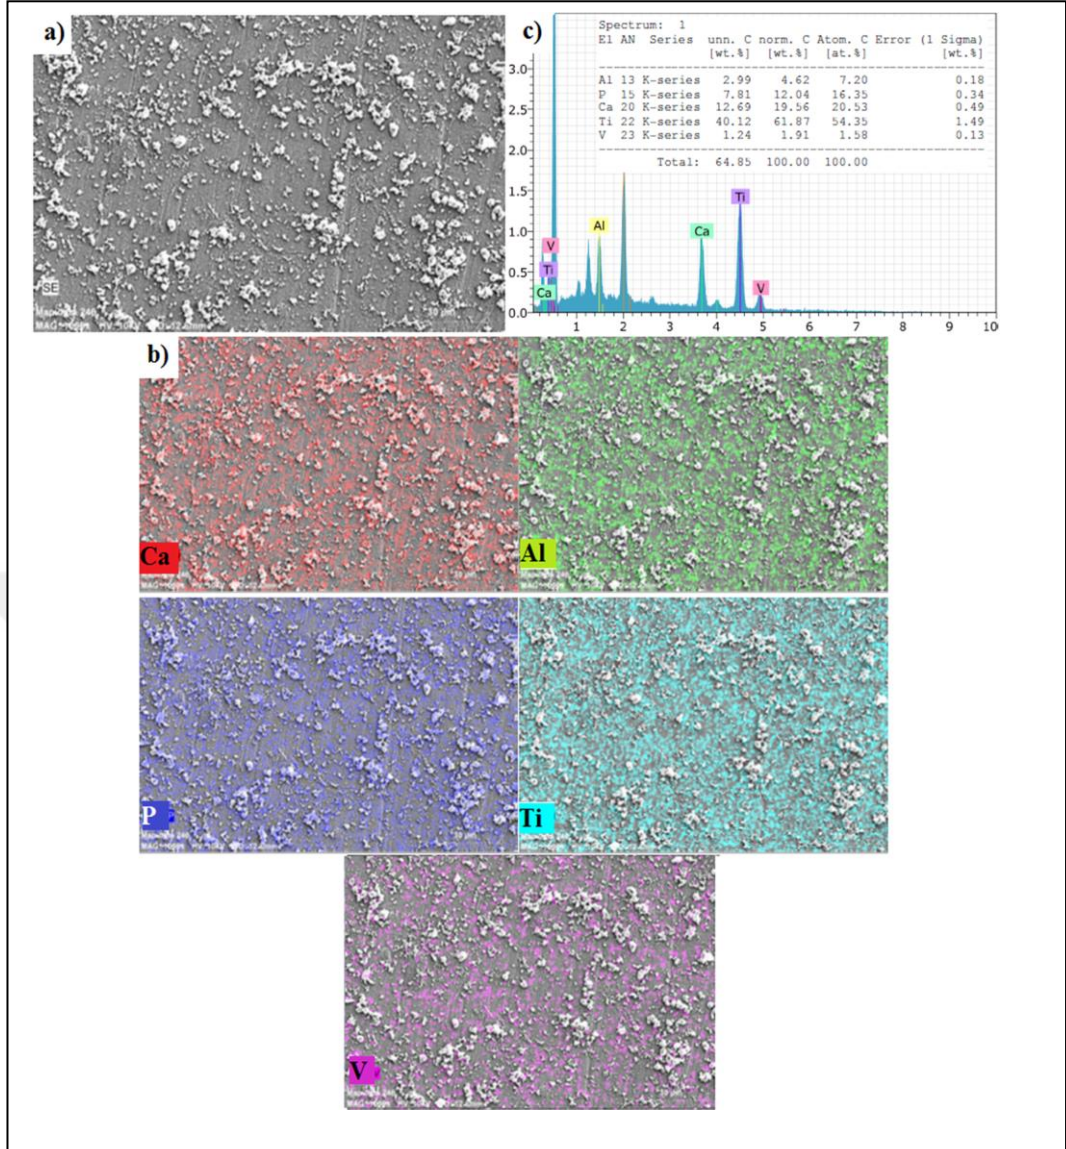 a)
SE
c)
Spectrum: 1
El AN Series unn. C norm. C Atom. C Error (1 Sigma)
[wt.%] [wt.%] [at.%] [wt.%]
Al 13 K-series 2.99 4.62 7.20 0.18
P 15 K-series 7.81 12.04 16.35 0.34
Ca 20 K-series 12.69 19.56 20.53 0.49
Ti 22 K-series 40.12 61.87 54.35 1.49
V 23 K-series 1.24 1.91 1.58 0.13
Total: 64.85 100.00 100.00
3.0
2.5
2.0
1.5
1.0
0.5
0.0
V
Ti
Ca
Al
Ca
Ti
V
1 2 3 4 5 6 7 8 9 10
b)
Ca
Al
P
Ti
V